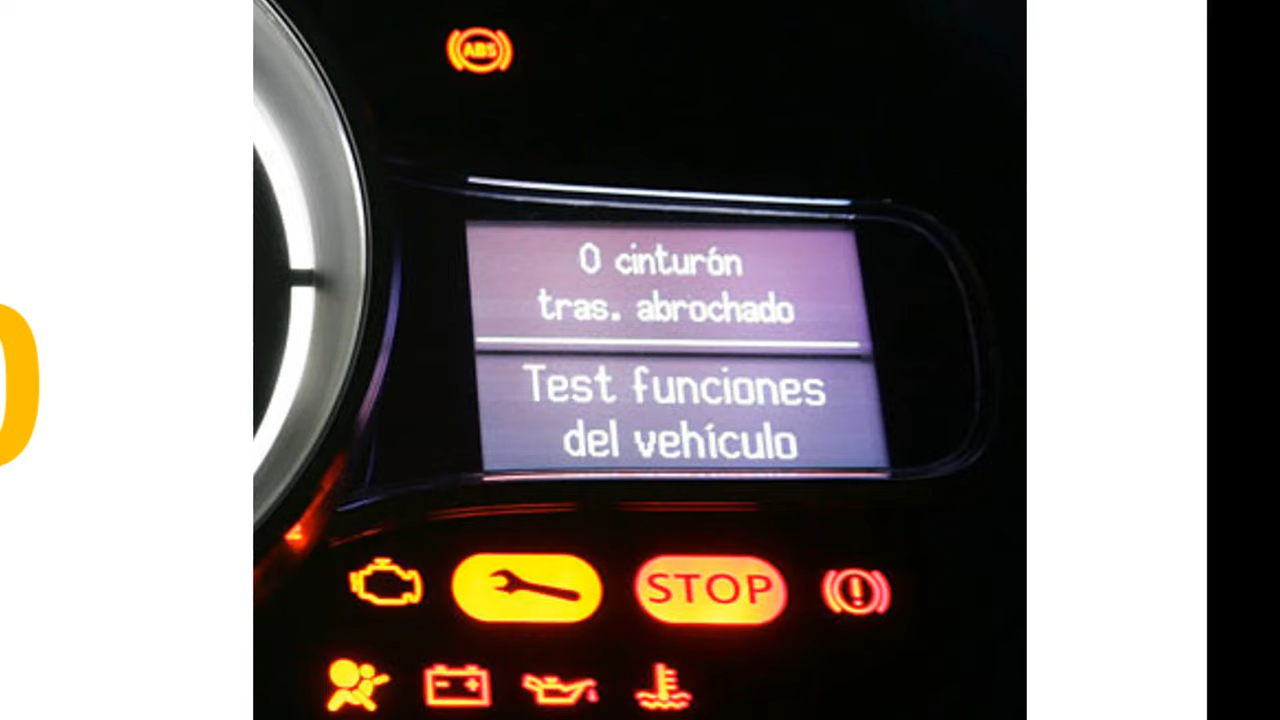 ABS
0 cinturón
tras. abrochado
Test funciones
del vehículo
STOP